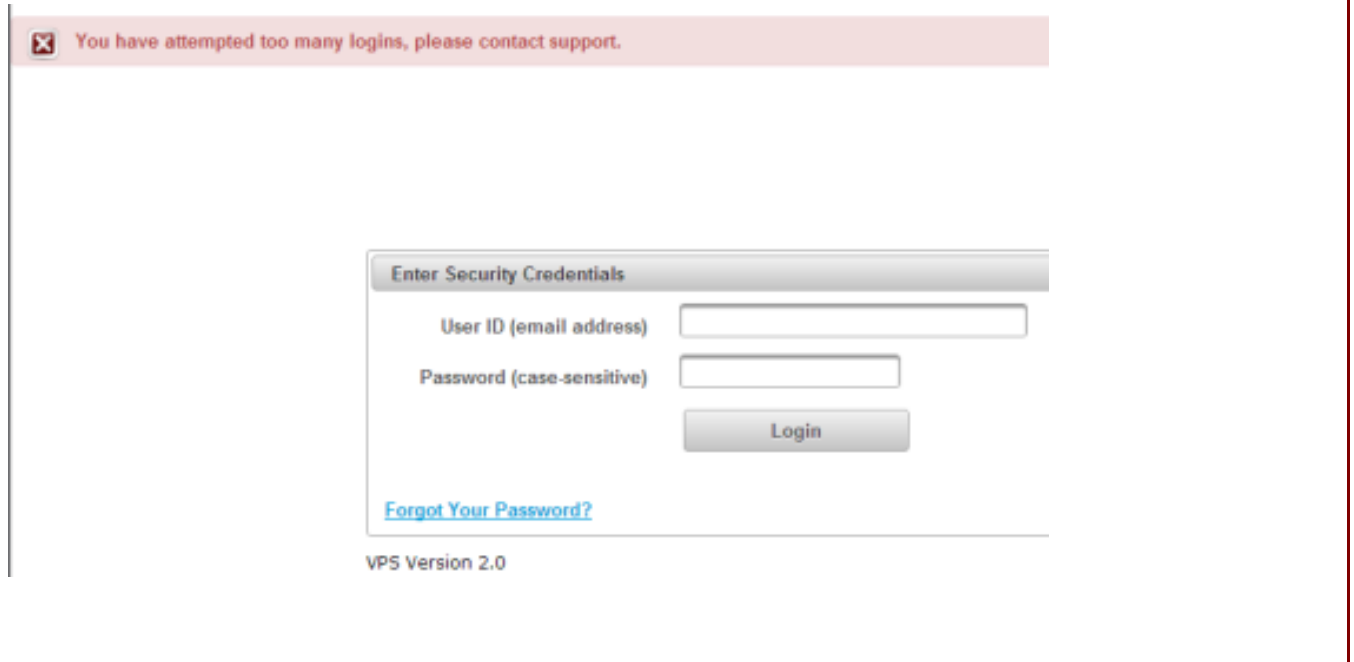 You have attempted too many logins, please contact support.
Enter Security Credentials
User ID (email address)
Password (case-sensitive)
Login
Forgot Your Password?
VPS Version 2.0